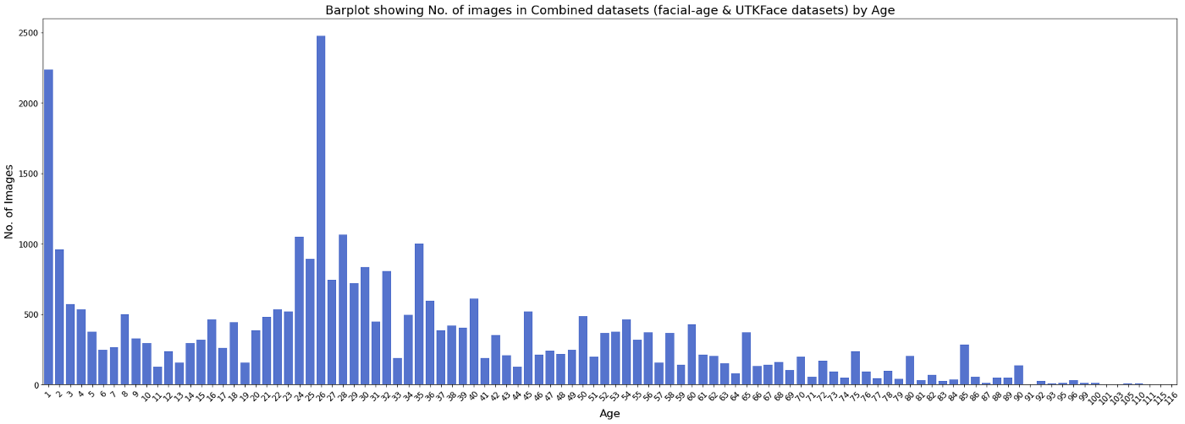 Barplot showing No. of images in Combined datasets (facial-age & UTKFace datasets) by Age
No. of Images
2500
2000
1500
1000
500
0
1 2 3 4 5 6 7 8 9 10 11 12 13 14 15 16 17 18 19 20 21 22 23 24 25 26 27 28 29 30 31 32 33 34 35 36 37 38 39 40 41 42 43 44 45 46 47 48 49 50 51 52 53 54 55 56 57 58 59 60 61 62 63 64 65 66 67 68 69 70 71 72 73 74 75 76 77 78 79 80 81 82 83 84 85 86 87 88 89 90 91 92 93 95 96 99 100 101 103 105 110 111 115 116
Age